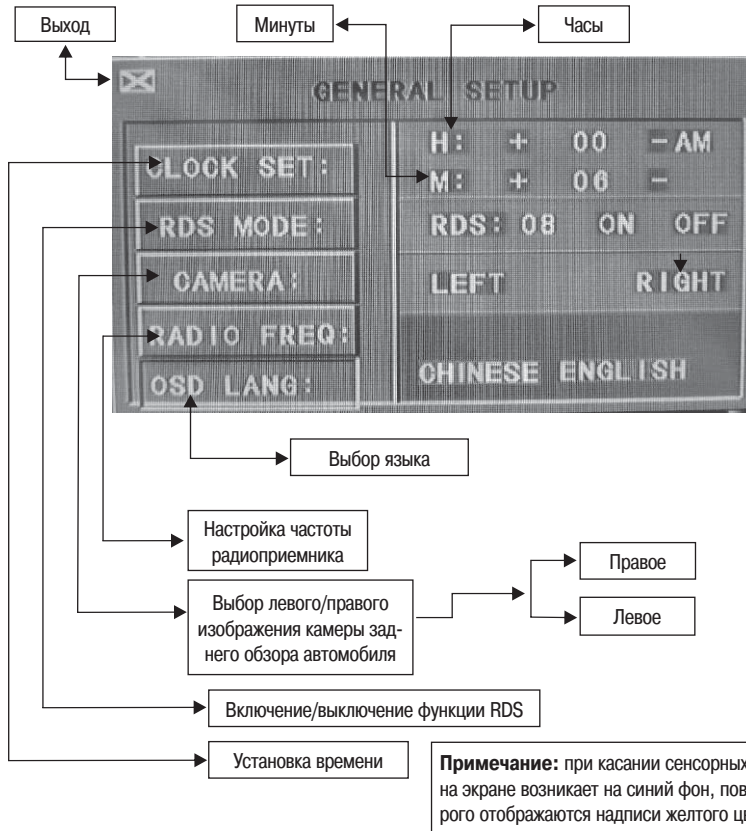 Выход
Минуты
Часы
GENERAL SETUP
CLOCK SET:
H: + 00 - AM
M: + 06 -
RDS MODE:
RDS: 08 ON OFF
CAMERA:
LEFT RIGHT
RADIO FREQ:
OSD LANG:
CHINESE ENGLISH
Выбор языка
Настройка частоты
радиоприемника
Выбор левого/правого
изображения камеры зад-
него обзора автомобиля
Правое
Левое
Включение/выключение функции RDS
Установка времени
Примечание: при касании сенсорных
на экране возникает на синий фон, пов
рого отображаются надписи желтого цв